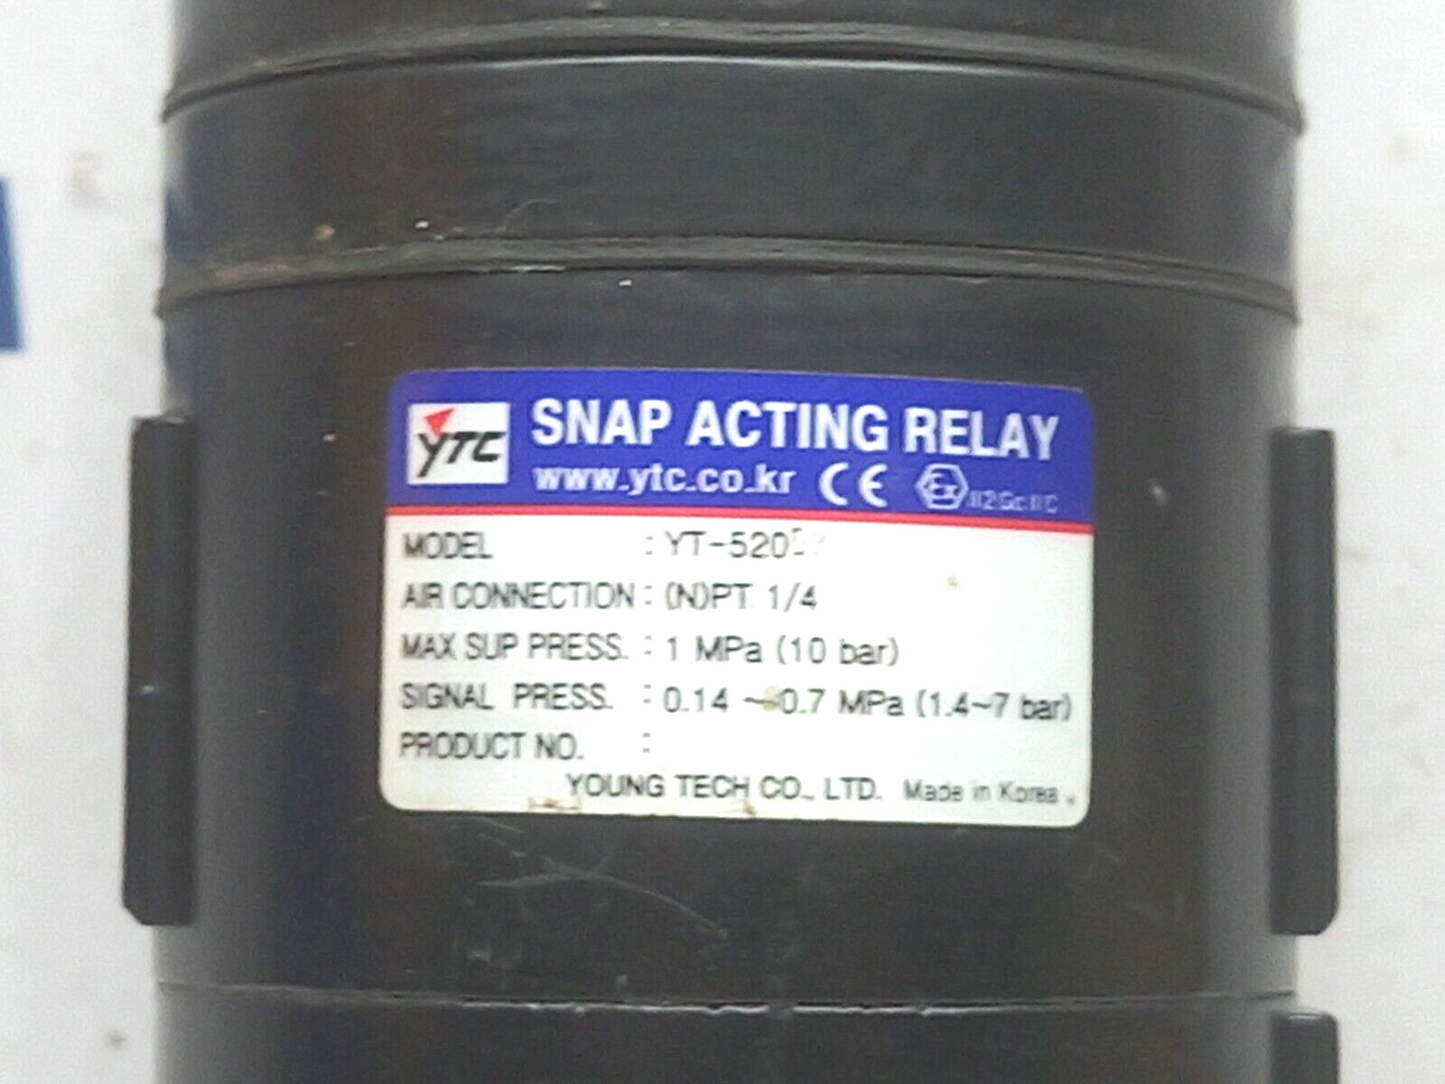 YTC
SNAP ACTING RELAY
www.ytc.co.kr CE Ex II2GcIIC
MODEL : YT-520
AIR CONNECTION : (N)PT 1/4
MAX SUP PRESS. : 1 MPa (10 bar)
SIGNAL PRESS. : 0.14 ~ 0.7 MPa (1.4~7 bar)
PRODUCT NO. :
YOUNG TECH CO., LTD. Made in Korea